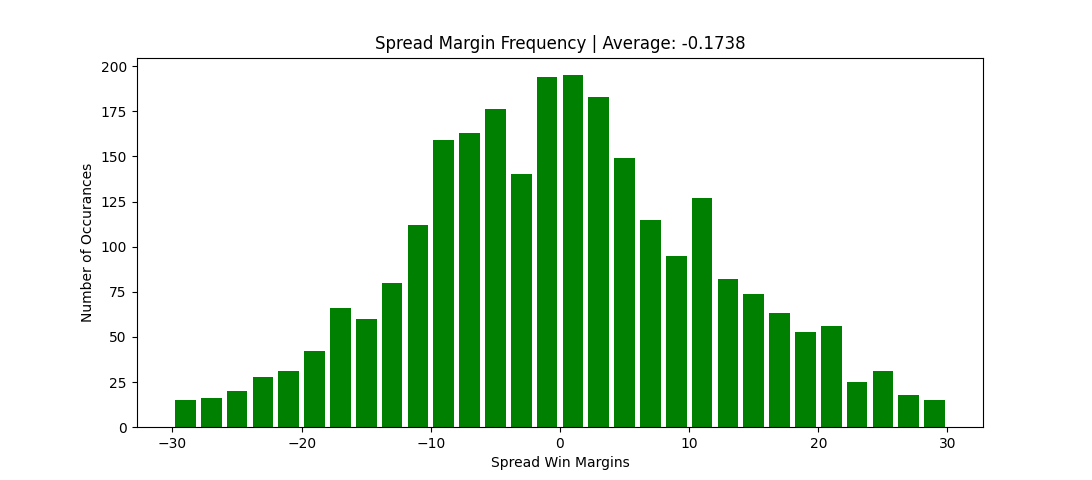 Spread Margin Frequency | Average: -0.1738
200
175
150
125
100
75
50
25
0
Number of Occurances
−30 −20 −10 0 10 20 30
Spread Win Margins